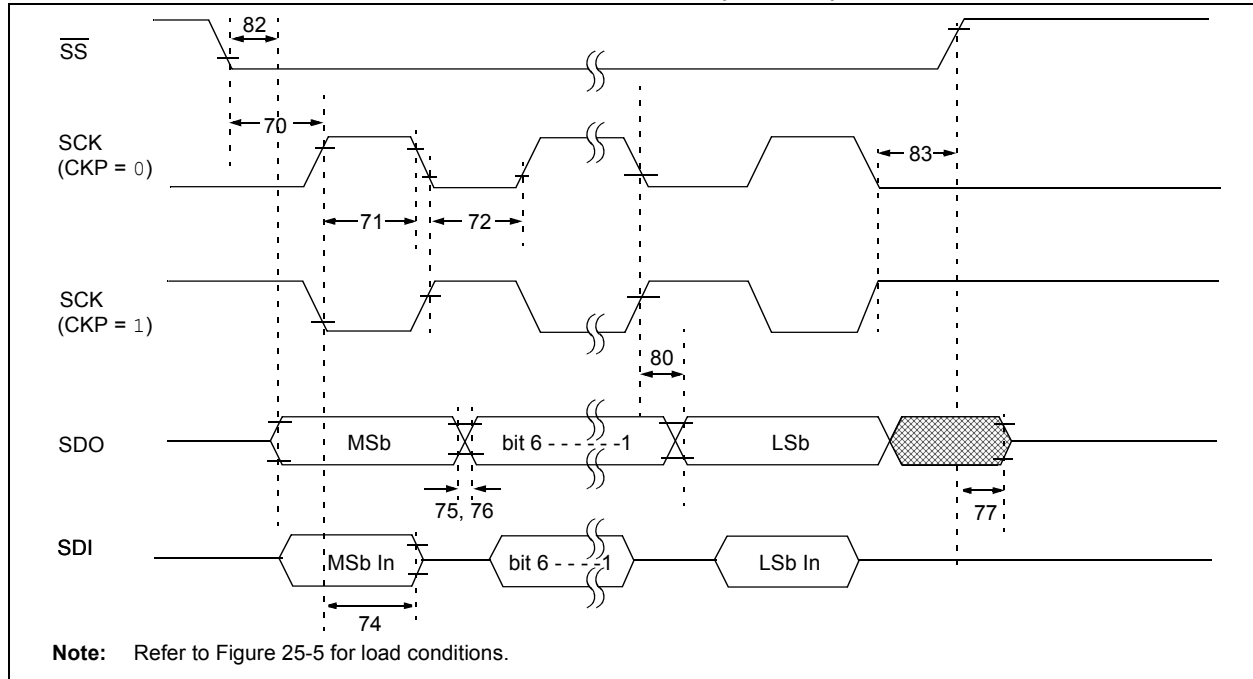 82
SS
70
SCK
(CKP = 0)
83
71
72
SCK
(CKP = 1)
80
SDO
MSb
bit 6 - - - - - -1
LSb
75, 76
77
SDI
MSb In
bit 6 - - - -1
LSb In
74
Note: Refer to Figure 25-5 for load conditions.